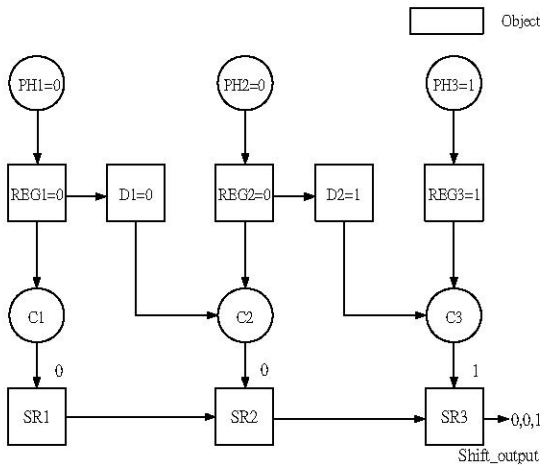 Object
PH1=0
PH2=0
PH3=1
REG1=0
D1=0
REG2=0
D2=1
REG3=1
C1
C2
C3
0
0
1
SR1
SR2
SR3
0,0,1
Shift_output